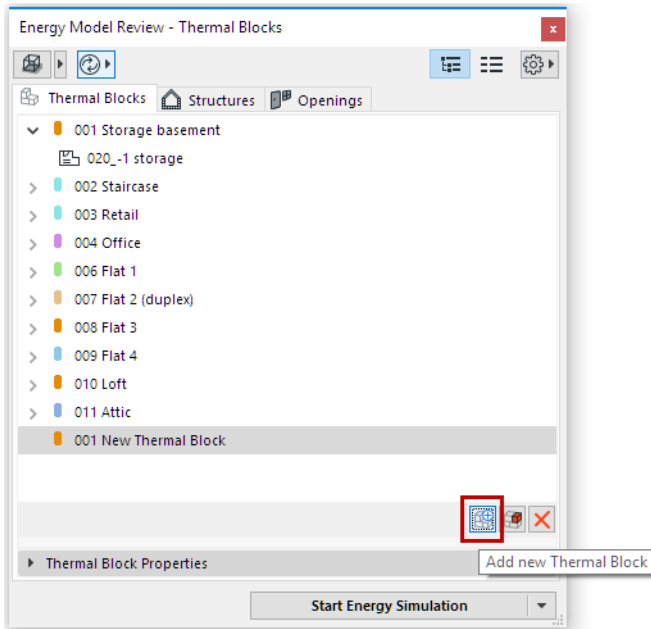 Energy Model Review - Thermal Blocks
Thermal Blocks Structures Openings
001 Storage basement
020_-1 storage
002 Staircase
003 Retail
004 Office
006 Flat 1
007 Flat 2 (duplex)
008 Flat 3
009 Flat 4
010 Loft
011 Attic
001 New Thermal Block
Thermal Block Properties
Add new Thermal Block
Start Energy Simulation